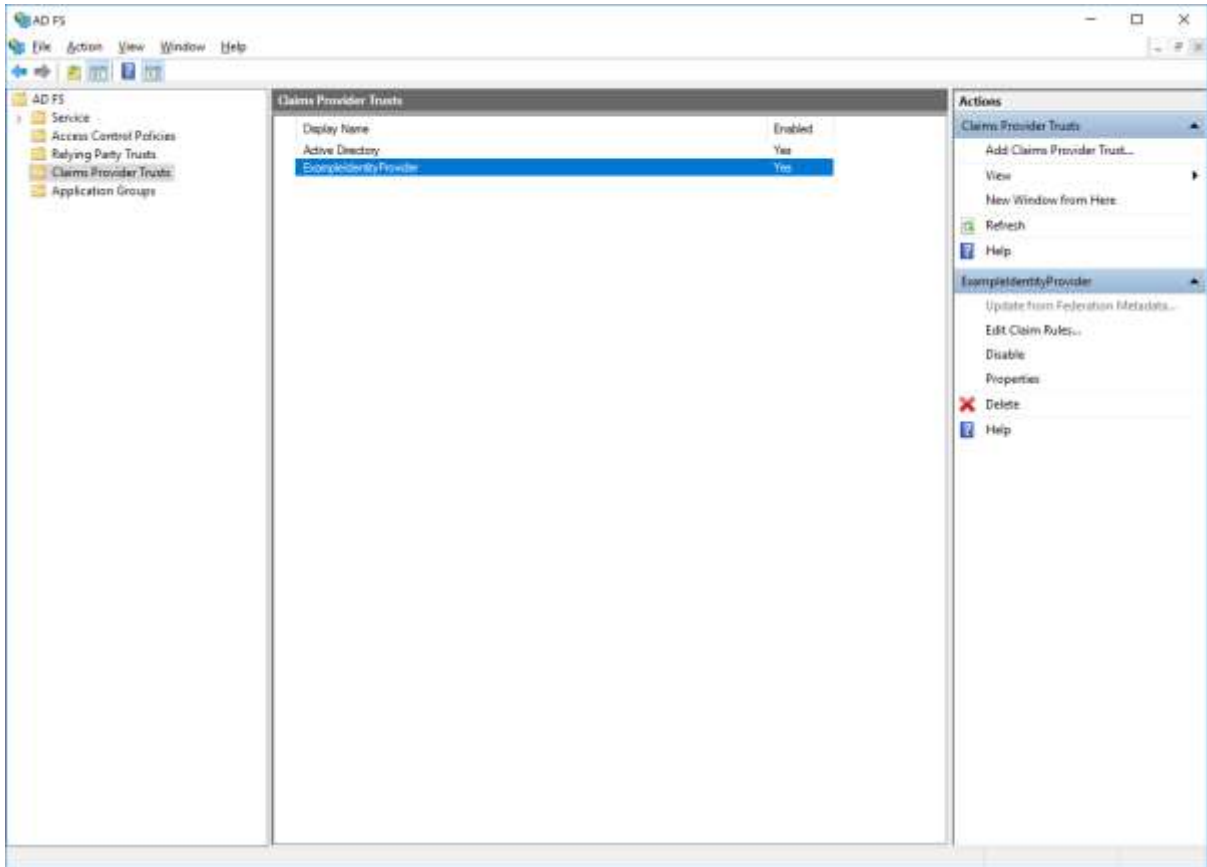 AD FS
File Action View Window Help
AD FS
Service
Access Control Policies
Relying Party Trusts
Claims Provider Trusts
Application Groups
Claims Provider Trusts
Display Name Enabled
Active Directory Yes
ExampleIdentityProvider Yes
Actions
Claims Provider Trusts
Add Claims Provider Trust...
View
New Window from Here
Refresh
Help
ExampleIdentityProvider
Update from Federation Metadata...
Edit Claim Rules...
Disable
Properties
Delete
Help